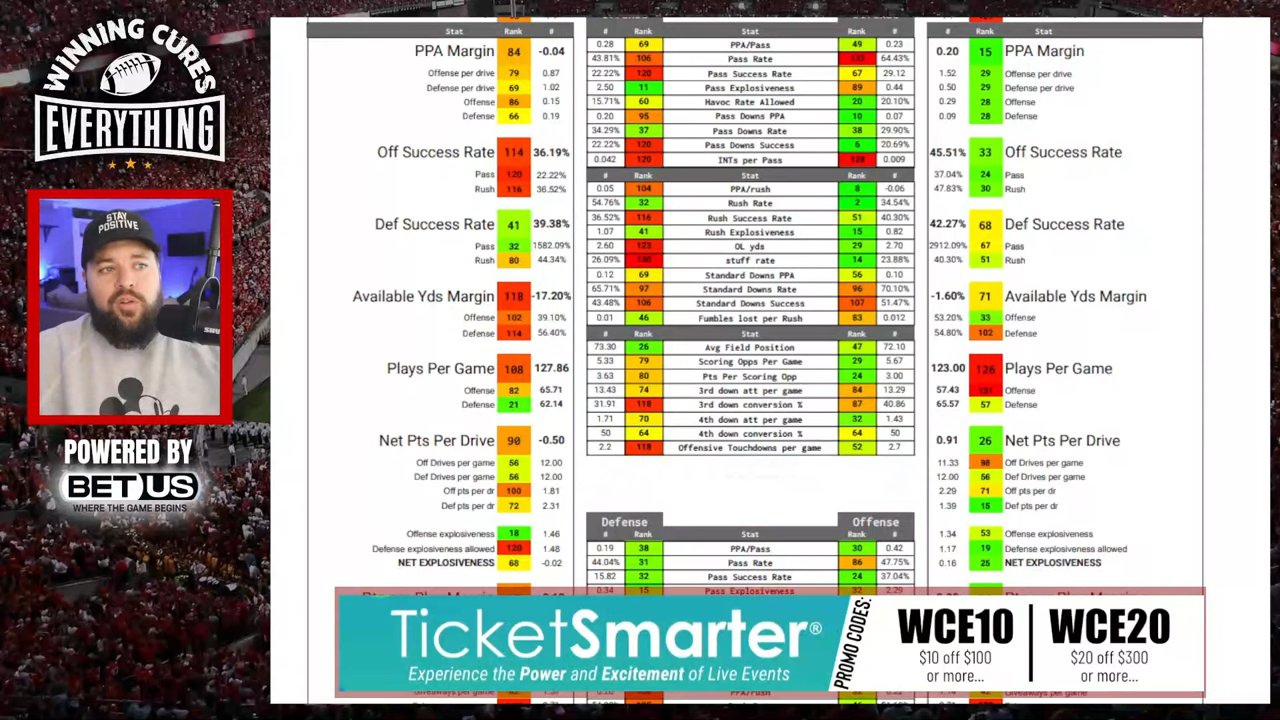 WINNING CURES
EVERYTHING
STAY
POSITIVE
POWERED BY
BET US
WHERE THE GAME BEGINS
Stat # Rank Stat Rank # Stat
PPA Margin 84 -0.04
Offense per drive 79 0.87
Defense per drive 69 1.02
Offense 86 0.15
Defense 66 0.19
Off Success Rate 114 36.19%
Pass 120 22.22%
Rush 116 36.52%
Def Success Rate 41 39.38%
Pass 32 1582.09%
Rush 80 44.34%
Available Yds Margin 118 -17.20%
Offense 102 39.10%
Defense 114 56.40%
Plays Per Game 108 127.86
Offense 82 65.71
Defense 21 62.14
Net Pts Per Drive 90 -0.50
Off Drives per game 56 12.00
Def Drives per game 56 12.00
Off pts per dr 100 1.81
Def pts per dr 72 2.31
Offense explosiveness 18 1.46
Defense explosiveness allowed 120 1.48
NET EXPLOSIVENESS 68 -0.02
0.28 69 PPA/Pass 49 0.23
43.81% 106 Pass Rate 64.43%
22.22% 120 Pass Success Rate 67 29.12
2.50 11 Pass Explosiveness 89 0.44
15.71% 60 Havoc Rate Allowed 20 20.10%
0.20 95 Pass Downs PPA 10 0.07
34.29% 37 Pass Downs Rate 38 29.90%
22.22% 120 Pass Downs Success 6 20.69%
0.042 120 INTs per Pass 128 0.009
# Rank Stat Rank #
0.05 104 PPA/rush 8 -0.06
54.76% 32 Rush Rate 2 34.54%
36.52% 116 Rush Success Rate 51 40.30%
1.07 41 Rush Explosiveness 15 0.82
2.60 123 OL yds 29 2.70
26.09% 130 stuff rate 14 23.88%
0.12 69 Standard Downs PPA 56 0.10
65.71% 97 Standard Downs Rate 96 70.10%
43.48% 106 Standard Downs Success 107 51.47%
0.01 46 Fumbles lost per Rush 83 0.012
# Rank Stat Rank #
73.30 26 Avg Field Position 47 72.10
5.33 79 Scoring Opps Per Game 29 5.67
3.63 80 Pts Per Scoring Opp 24 3.00
13.43 74 3rd down att per game 84 13.29
31.91 118 3rd down conversion % 87 40.86
1.71 70 4th down att per game 32 1.43
50 64 4th down conversion % 64 50
2.2 118 Offensive Touchdowns per game 52 2.7
Defense Offense
# Rank Stat Rank #
0.19 38 PPA/Pass 30 0.42
44.04% 31 Pass Rate 86 47.75%
15.82 32 Pass Success Rate 24 37.04%
0.34 15 Pass Explosiveness 32 2.29
0.20 15 PPA Margin
1.52 29 Offense per drive
0.50 29 Defense per drive
0.29 28 Offense
0.09 28 Defense
45.51% 33 Off Success Rate
37.04% 24 Pass
47.83% 30 Rush
42.27% 68 Def Success Rate
2912.09% 67 Pass
40.30% 51 Rush
-1.60% 71 Available Yds Margin
53.20% 33 Offense
54.80% 102 Defense
123.00 126 Plays Per Game
57.43 131 Offense
65.57 57 Defense
0.91 26 Net Pts Per Drive
11.33 98 Off Drives per game
12.00 56 Def Drives per game
2.29 71 Off pts per dr
1.39 15 Def pts per dr
1.34 53 Offense explosiveness
1.17 19 Defense explosiveness allowed
0.16 25 NET EXPLOSIVENESS
TicketSmarter®
Experience the Power and Excitement of Live Events
PROMO CODES:
WCE10 | WCE20
$10 off $100 $20 off $300
or more... or more...